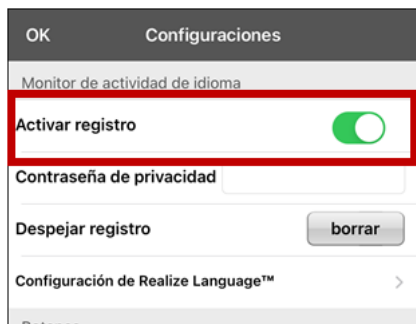 OK Configuraciones
Monitor de actividad de idioma
Activar registro
Contraseña de privacidad
Despejar registro borrar
Configuración de Realize Language™